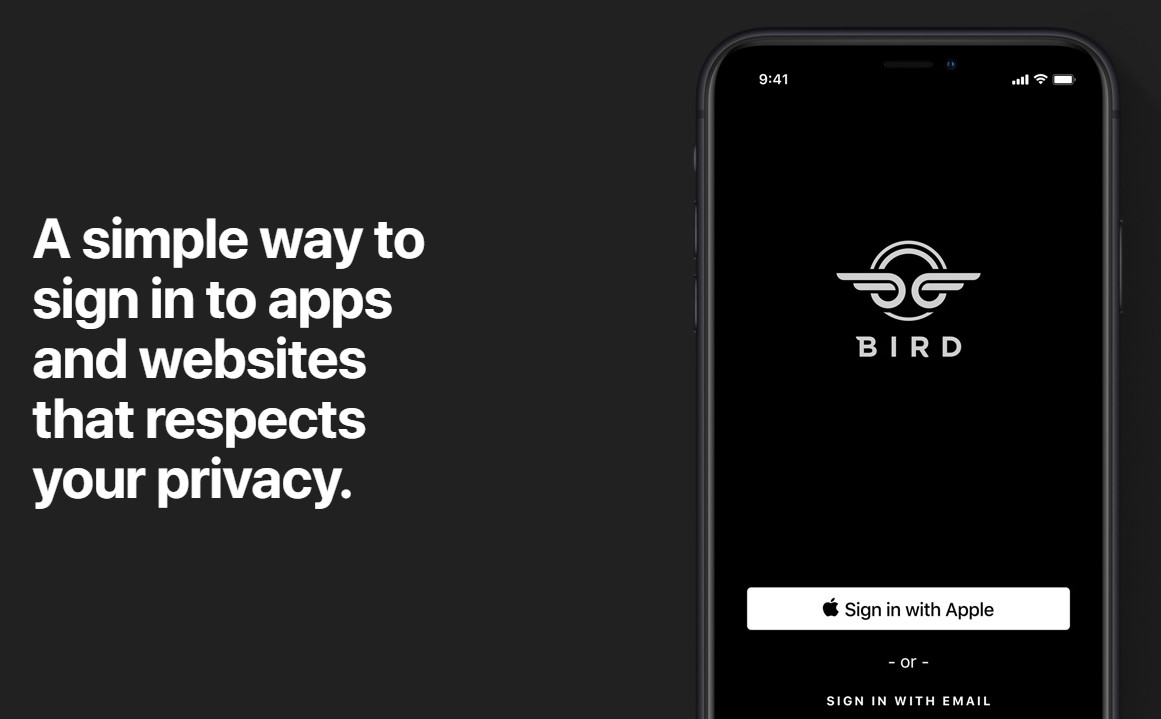 A simple way to
sign in to apps
and websites
that respects
your privacy.
9:41
BIRD
Sign in with Apple
- or -
SIGN IN WITH EMAIL